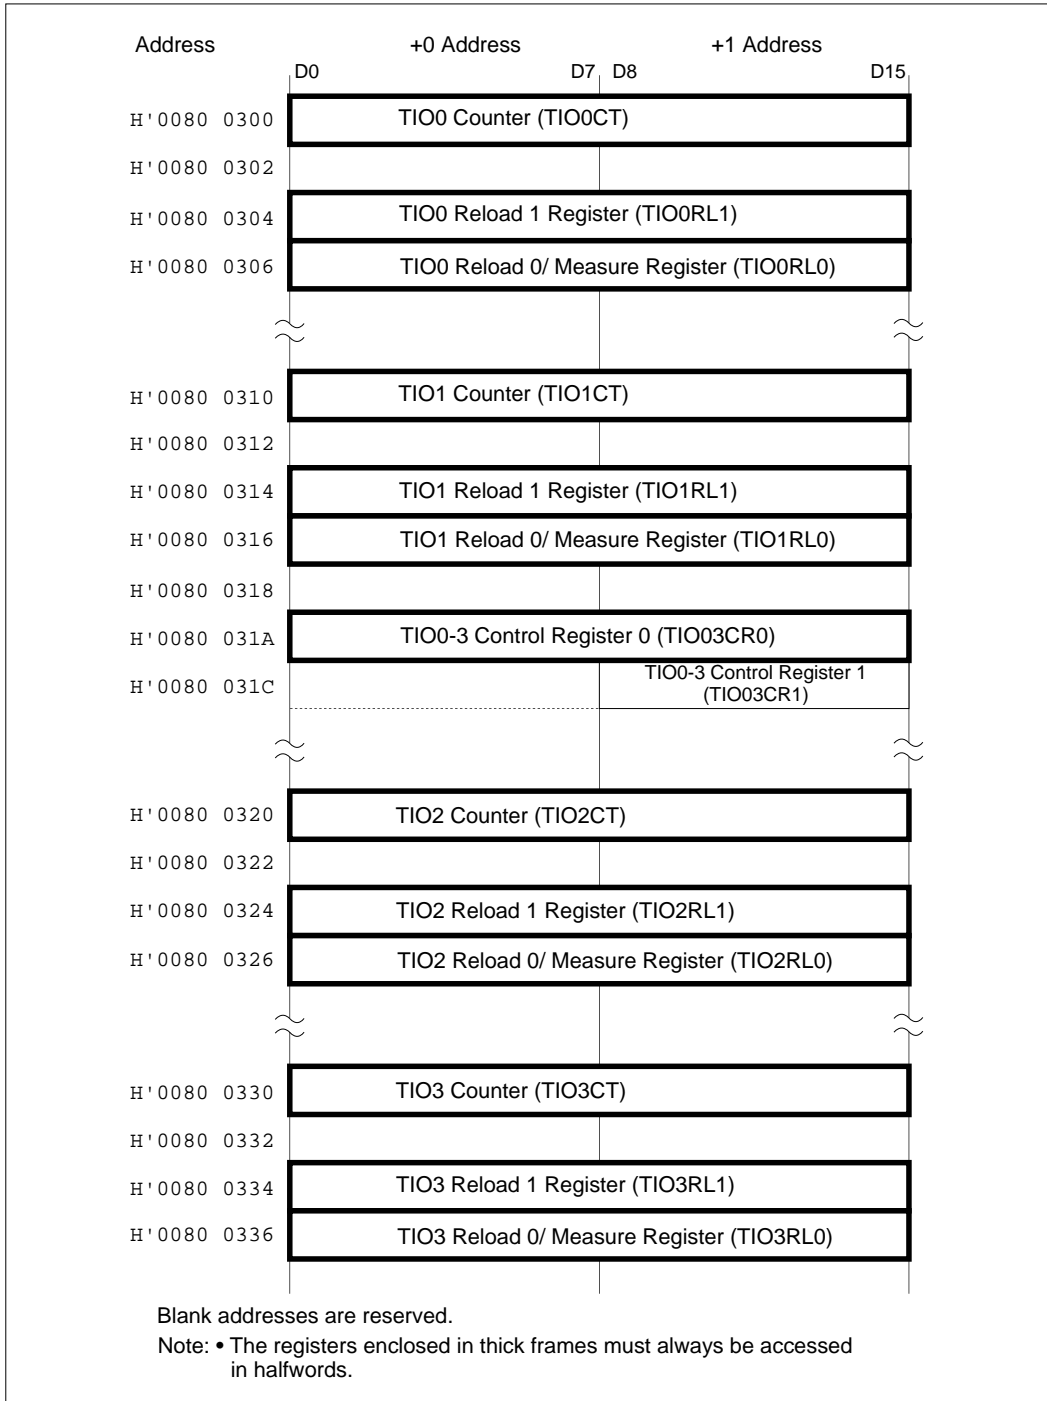 Address +0 Address +1 Address
D0 D7 D8 D15
H'0080 0300 TIO0 Counter (TIO0CT)
H'0080 0302
H'0080 0304 TIO0 Reload 1 Register (TIO0RL1)
H'0080 0306 TIO0 Reload 0/ Measure Register (TIO0RL0)
H'0080 0310 TIO1 Counter (TIO1CT)
H'0080 0312
H'0080 0314 TIO1 Reload 1 Register (TIO1RL1)
H'0080 0316 TIO1 Reload 0/ Measure Register (TIO1RL0)
H'0080 0318
H'0080 031A TIO0-3 Control Register 0 (TIO03CR0)
H'0080 031C TIO0-3 Control Register 1
(TIO03CR1)
H'0080 0320 TIO2 Counter (TIO2CT)
H'0080 0322
H'0080 0324 TIO2 Reload 1 Register (TIO2RL1)
H'0080 0326 TIO2 Reload 0/ Measure Register (TIO2RL0)
H'0080 0330 TIO3 Counter (TIO3CT)
H'0080 0332
H'0080 0334 TIO3 Reload 1 Register (TIO3RL1)
H'0080 0336 TIO3 Reload 0/ Measure Register (TIO3RL0)
Blank addresses are reserved.
Note: • The registers enclosed in thick frames must always be accessed
in halfwords.